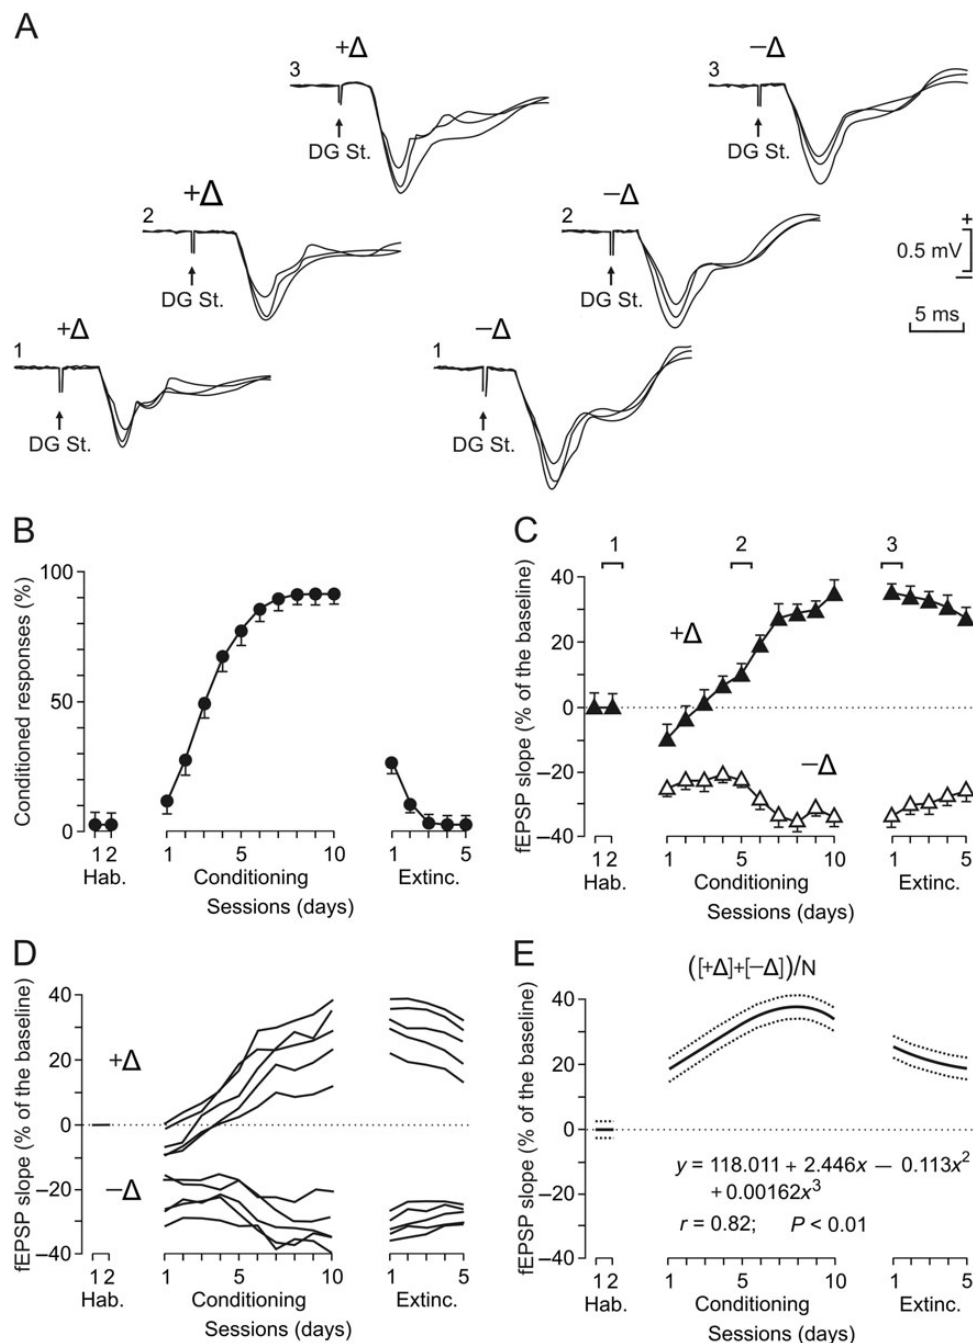 A
+Δ
−Δ
3
3
DG St.
DG St.
+Δ
−Δ
2
2
+
0.5 mV
−
DG St.
DG St.
5 ms
+Δ
−Δ
1
1
DG St.
DG St.
B
Conditioned responses (%)
100
50
0
1 2
1
5
10
1
5
Hab.
Conditioning
Extinc.
Sessions (days)
C
1
2
3
fEPSP slope (% of the baseline)
40
20
0
−20
−40
+Δ
−Δ
1 2
1
5
10
1
5
Hab.
Conditioning
Extinc.
Sessions (days)
D
fEPSP slope (% of the baseline)
40
20
0
−20
−40
+Δ
−Δ
1 2
1
5
10
1
5
Hab.
Conditioning
Extinc.
Sessions (days)
E
([+Δ]+[−Δ])/N
fEPSP slope (% of the baseline)
40
20
0
−20
−40
y = 118.011 + 2.446x − 0.113x²
+ 0.00162x³
r = 0.82; P < 0.01
1 2
1
5
10
1
5
Hab.
Conditioning
Extinc.
Sessions (days)